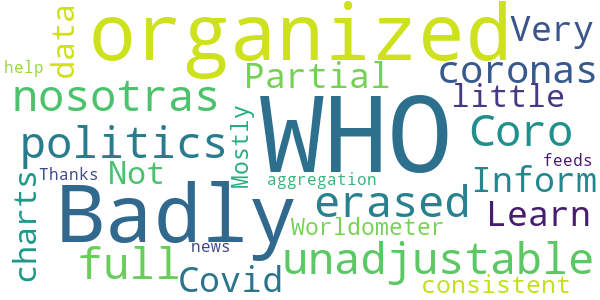 organized
Very
data
help
coronas
Partial
nosotras
WHO
little
politics
Mostly
Coro
Not
feeds
Thanks
aggregation
Inform
charts
Badly
erased
Learn
Worldometer
news
full
unadjustable
Covid
consistent